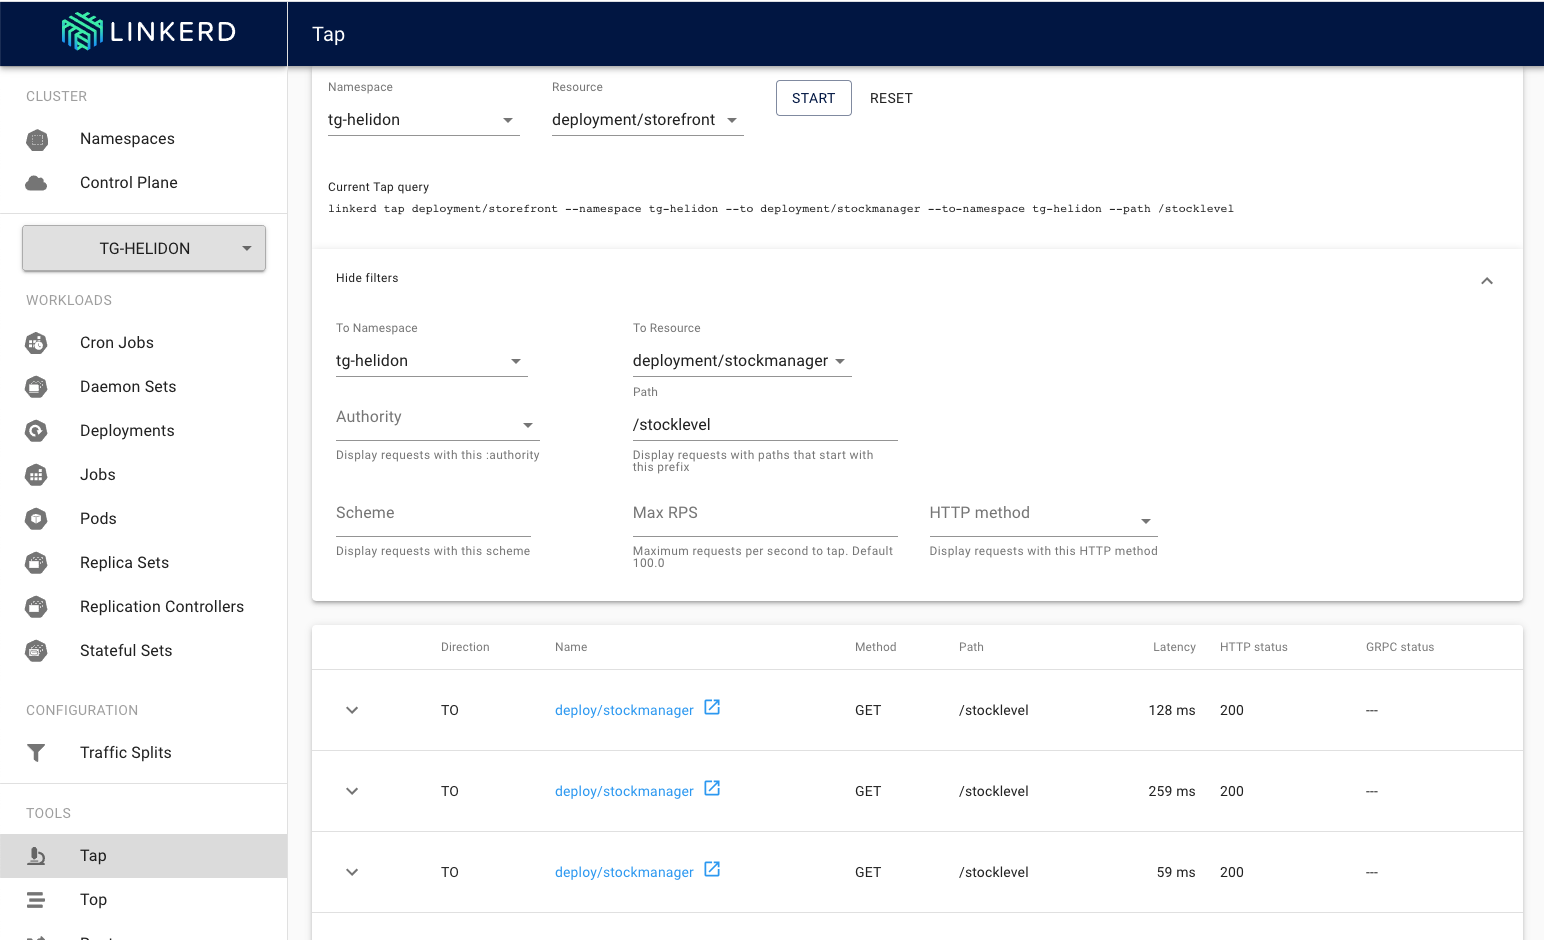 LINKERD
Tap
CLUSTER
Namespaces
Control Plane
TG-HELIDON
WORKLOADS
Cron Jobs
Daemon Sets
Deployments
Jobs
Pods
Replica Sets
Replication Controllers
Stateful Sets
CONFIGURATION
Traffic Splits
TOOLS
Tap
Top
Namespace
Resource
tg-helidon
deployment/storefront
START
RESET
Current Tap query
linkerd tap deployment/storefront --namespace tg-helidon --to deployment/stockmanager --to-namespace tg-helidon --path /stocklevel
Hide filters
To Namespace
To Resource
tg-helidon
deployment/stockmanager
Authority
Path
/stocklevel
Display requests with this :authority
Display requests with paths that start with
this prefix
Scheme
Max RPS
HTTP method
Display requests with this scheme
Maximum requests per second to tap. Default
100.0
Display requests with this HTTP method
Direction Name Method Path Latency HTTP status GRPC status
TO deploy/stockmanager GET /stocklevel 128 ms 200 ---
TO deploy/stockmanager GET /stocklevel 259 ms 200 ---
TO deploy/stockmanager GET /stocklevel 59 ms 200 ---